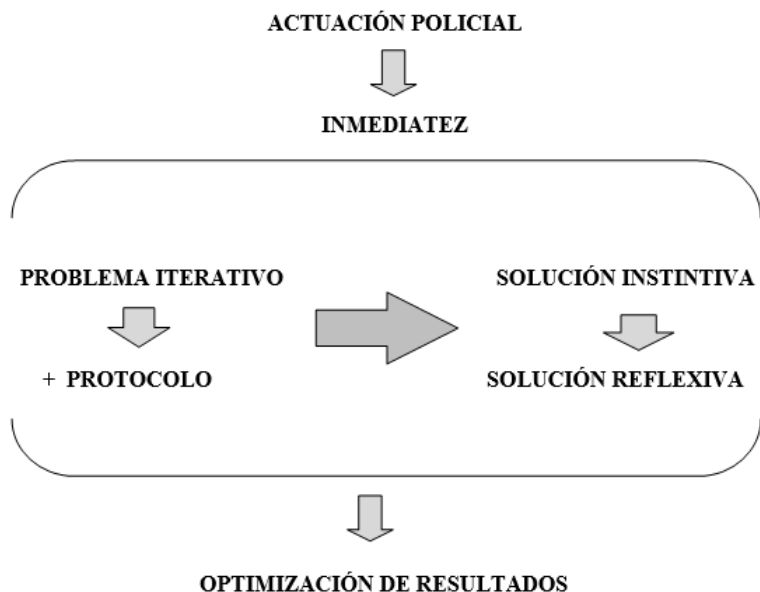 ACTUACIÓN POLICIAL
INMEDIATEZ
PROBLEMA ITERATIVO
SOLUCIÓN INSTINTIVA
+ PROTOCOLO
SOLUCIÓN REFLEXIVA
OPTIMIZACIÓN DE RESULTADOS